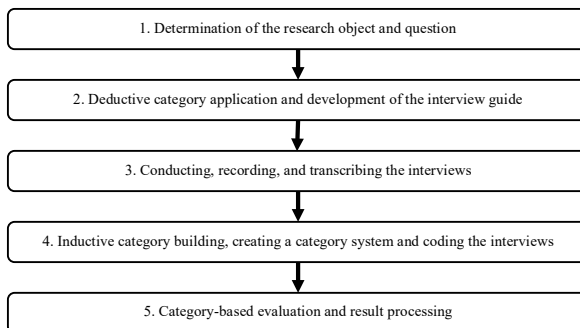 1. Determination of the research object and question
2. Deductive category application and development of the interview guide
3. Conducting, recording, and transcribing the interviews
4. Inductive category building, creating a category system and coding the interviews
5. Category-based evaluation and result processing